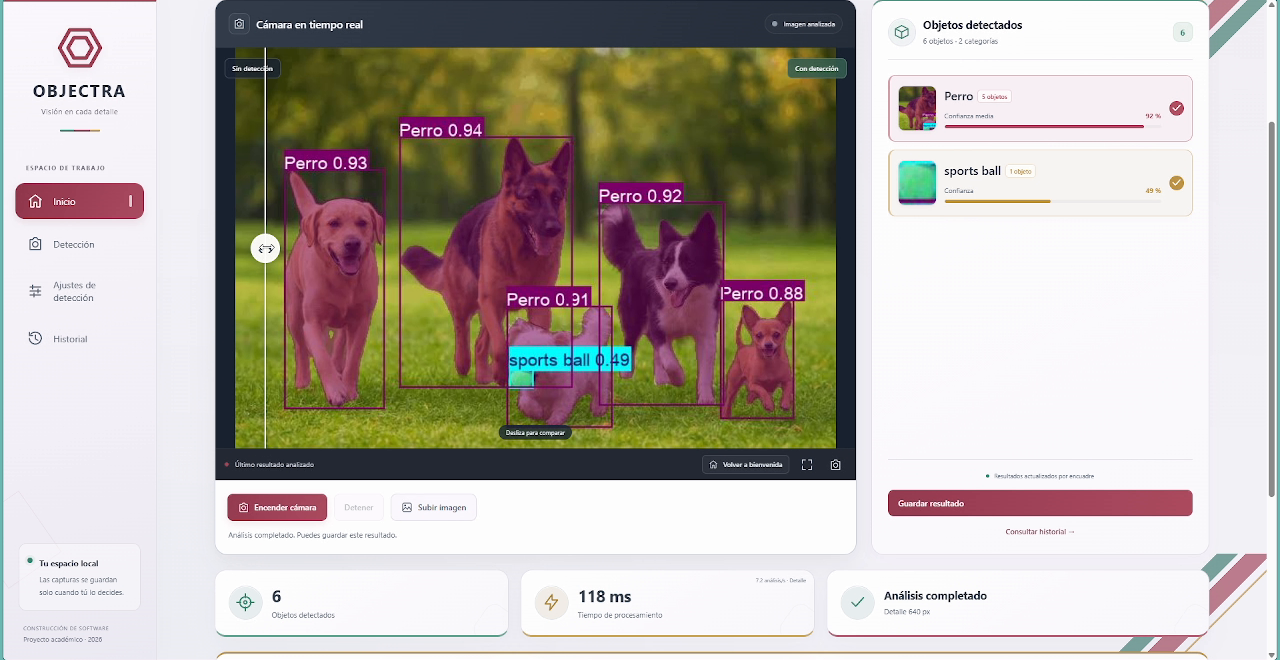 OBJECTRA
Visión en cada detalle
ESPACIO DE TRABAJO
Inicio
Detección
Ajustes de
detección
Historial
Tu espacio local
Las capturas se guardan
solo cuando tú lo decides.
CONSTRUCCIÓN DE SOFTWARE
Proyecto académico · 2026
Cámara en tiempo real
Imagen analizada
Sin detección
Con detección
Perro 0.94
Perro 0.93
Perro 0.92
Perro 0.91
Perro 0.88
sports ball 0.49
Desliza para comparar
Último resultado analizado
Volver a bienvenida
Encender cámara
Detener
Subir imagen
Análisis completado. Puedes guardar este resultado.
Objetos detectados
6 objetos · 2 categorías
6
Perro
5 objetos
Confianza media
92 %
sports ball
1 objeto
Confianza
49 %
Resultados actualizados por encuadre
Guardar resultado
Consultar historial →
6
Objetos detectados
7.2 análisis/s · Detalle
118 ms
Tiempo de procesamiento
Análisis completado
Detalle 640 px